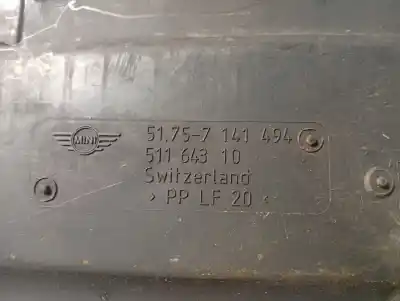 MINI
51.75-7 141 494
511 643 10
Switzerland
> PP LF 20 <